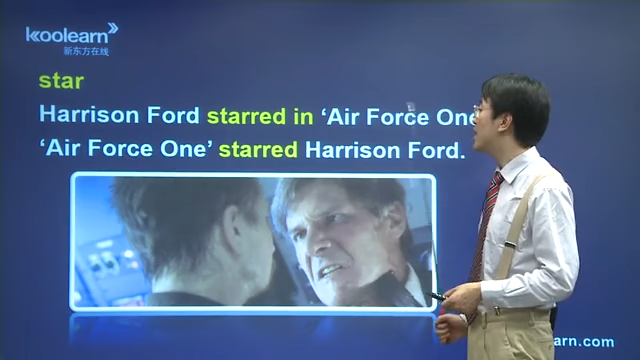 koolearn
新东方在线
star
Harrison Ford starred in ‘Air Force One
‘Air Force One’ starred Harrison Ford.
arn.com